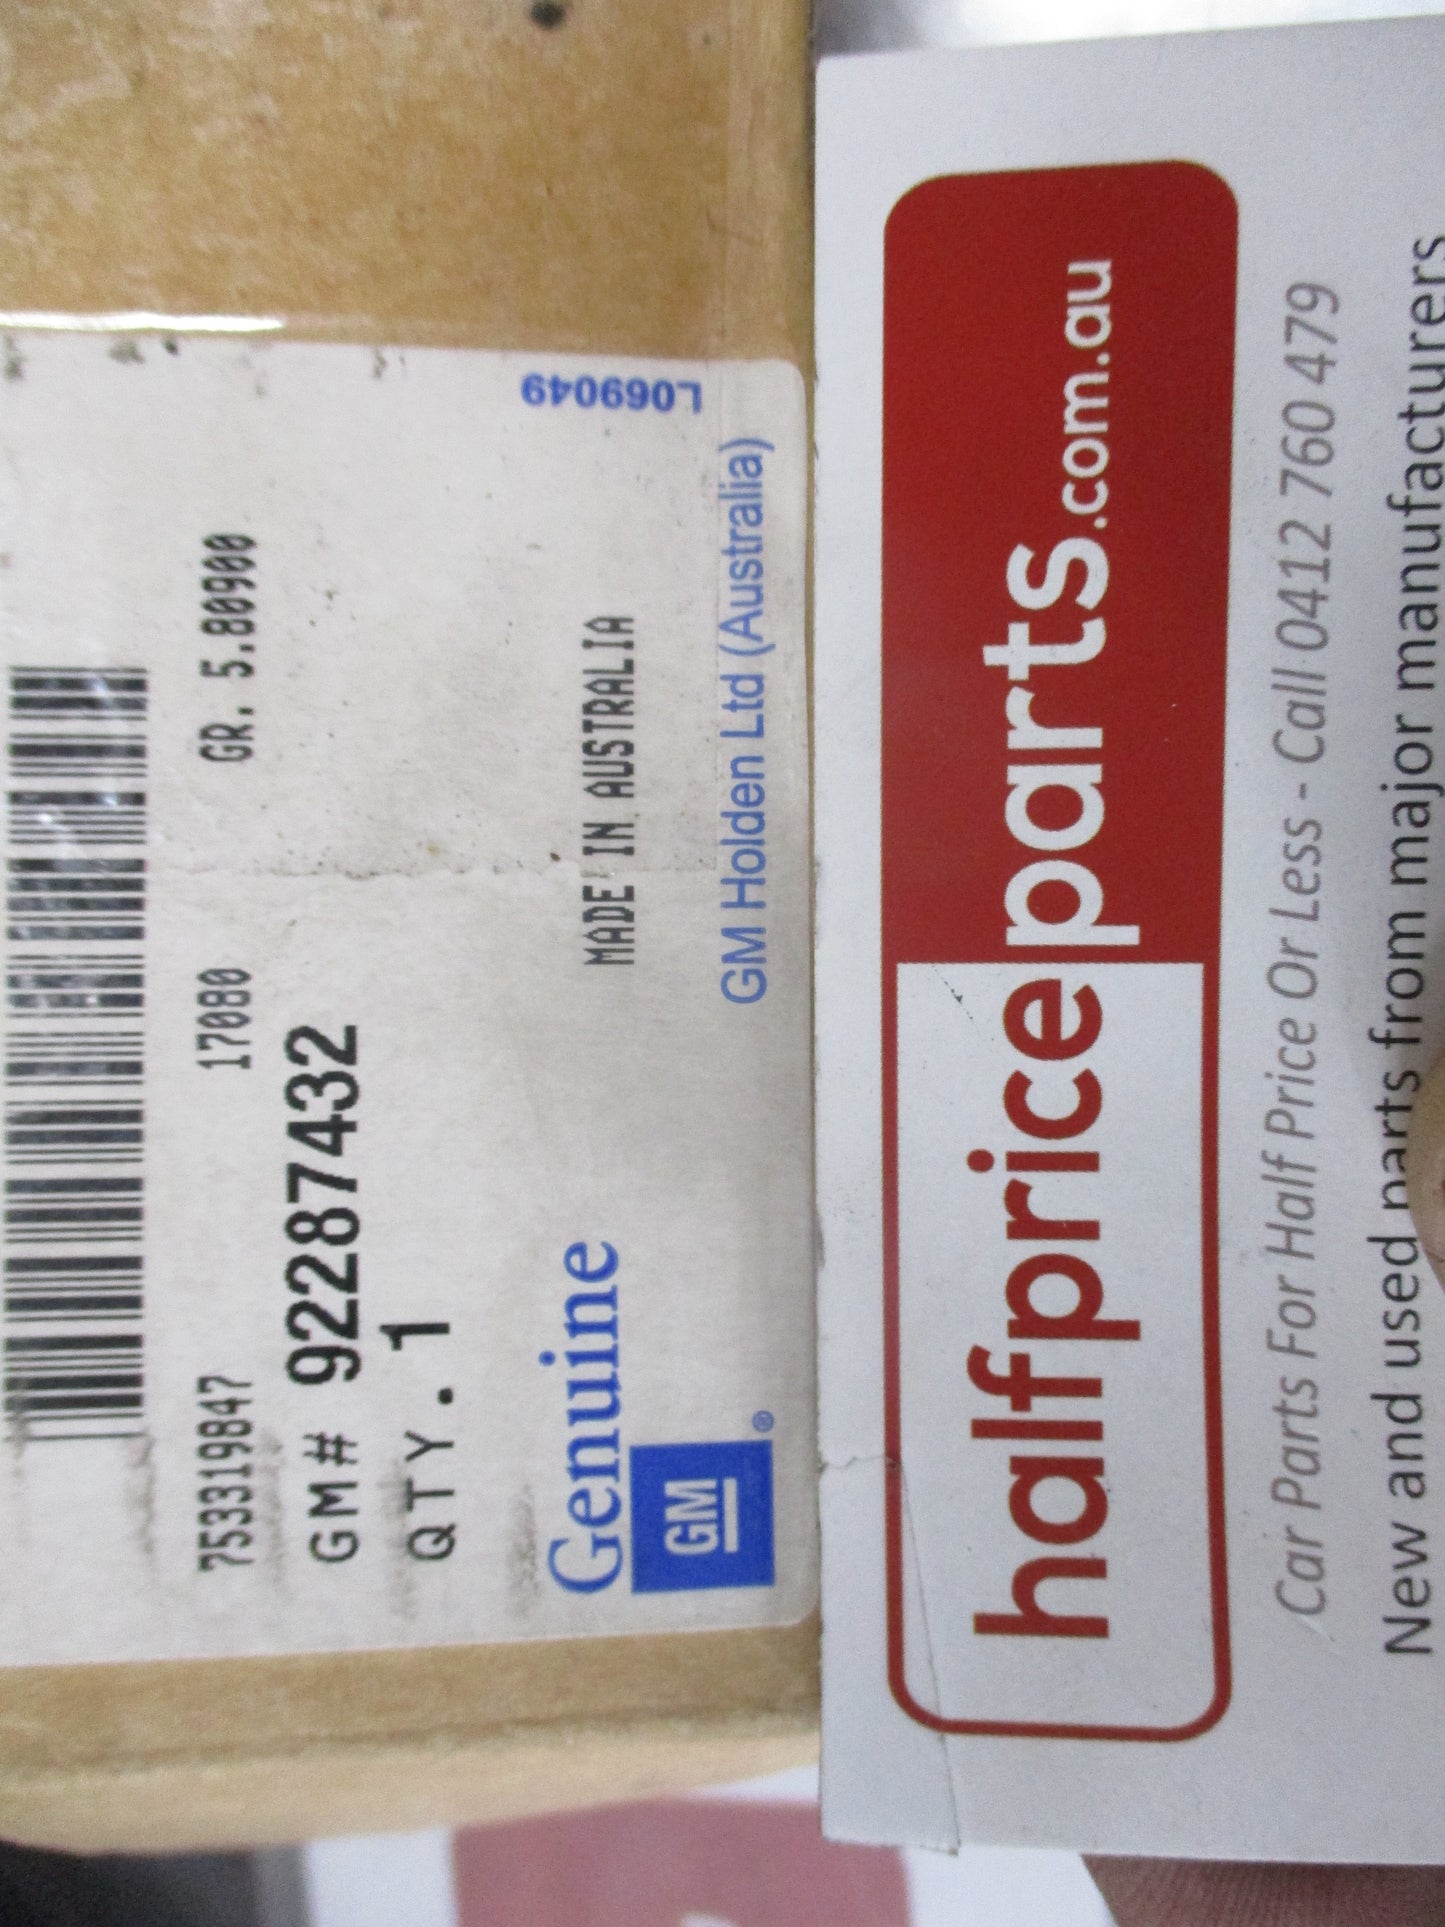 753319847 17080 GR. 5.80900
GM# 92287432
QTY. 1
Genuine
MADE IN AUSTRALIA
GM ®
GM Holden Ltd (Australia)
L069049
halfpriceparts.com.au
Car Parts For Half Price Or Less - Call 0412 760 479
New and used parts from major manufacturers